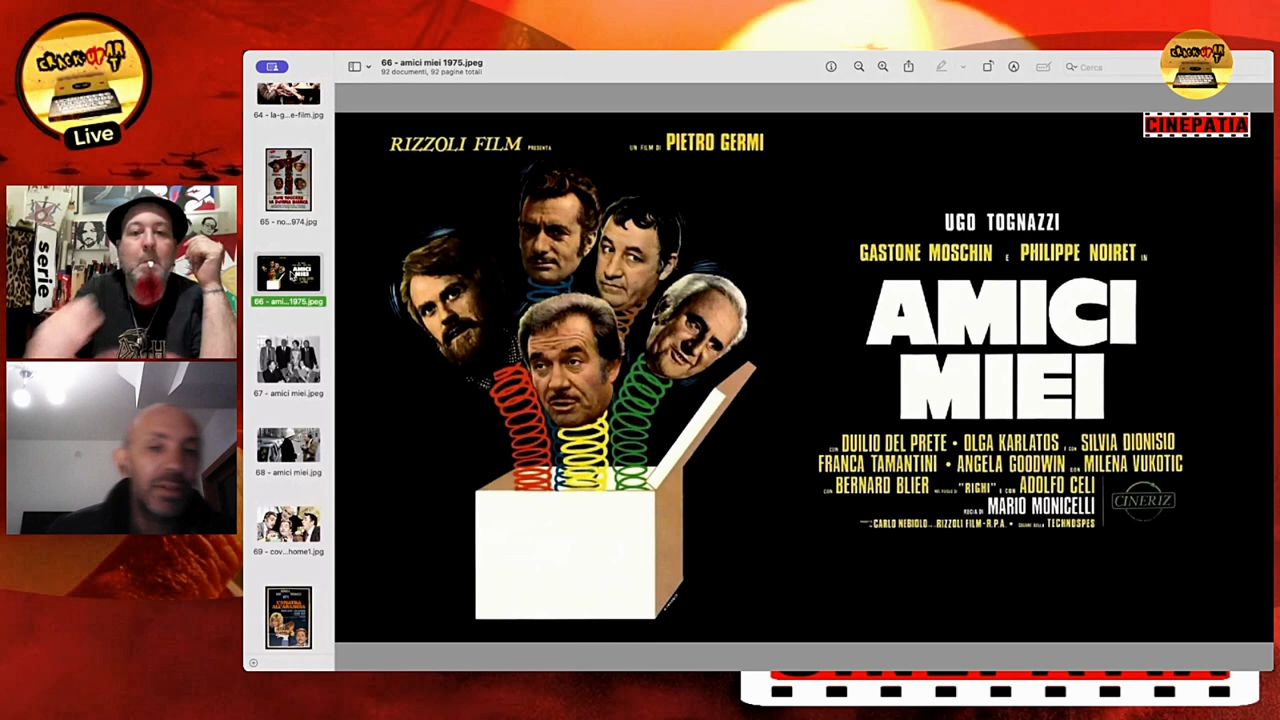 CRACK-UP ART
Live
serie
66 - amici miei 1975.jpeg
92 documenti, 92 pagine totali
Cerca
64 - la-g...e-film.jpg
65 - no...974.jpg
66 - ami...1975.jpeg
67 - amici miei.jpeg
68 - amici miei.jpg
69 - cov...home1.jpg
CINEPATIA
RIZZOLI FILM PRESENTA
UN FILM DI PIETRO GERMI
UGO TOGNAZZI
GASTONE MOSCHIN E PHILIPPE NOIRET IN
AMICI
MIEI
CON DUILIO DEL PRETE • OLGA KARLATOS E CON SILVIA DIONISIO
FRANCA TAMANTINI • ANGELA GOODWIN CON MILENA VUKOTIC
CON BERNARD BLIER NEL RUOLO DI "RIGHI" E CON ADOLFO CELI
REGIA DI MARIO MONICELLI
CARLO NEBIOLO RIZZOLI FILM-R.P.A. • COLORE DELLA TECHNOSPES
CINERIZ